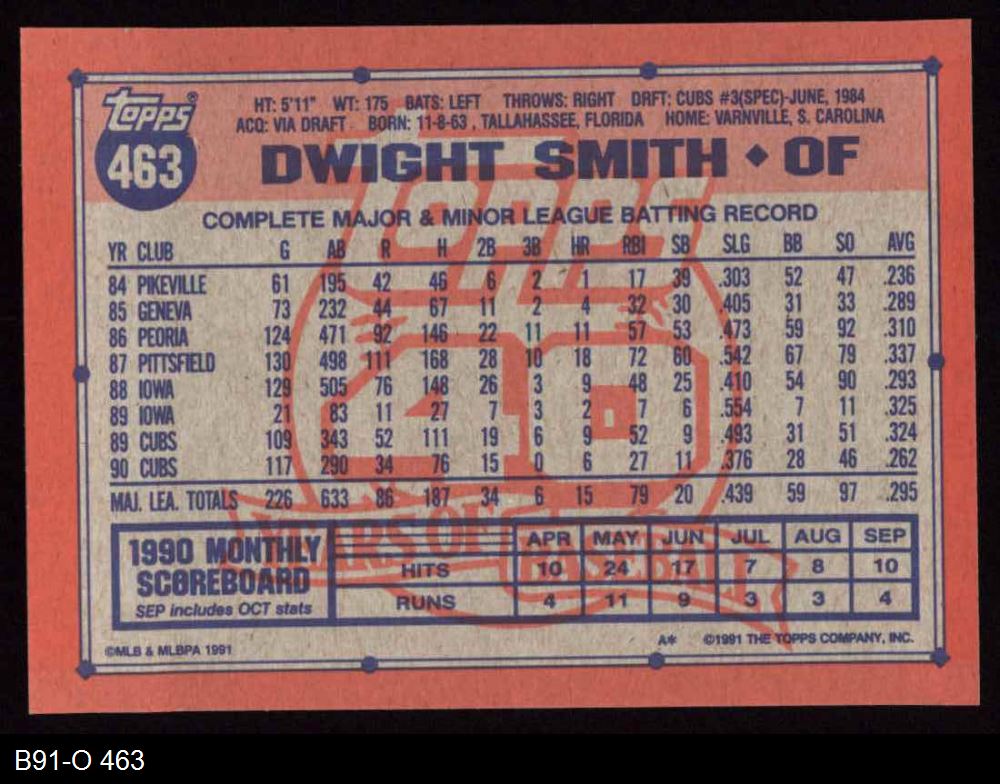 Topps®
463
HT: 5'11" WT: 175 BATS: LEFT THROWS: RIGHT DRFT: CUBS #3(SPEC)-JUNE, 1984
ACQ: VIA DRAFT BORN: 11-8-63, TALLAHASSEE, FLORIDA HOME: VARNVILLE, S. CAROLINA
DWIGHT SMITH ◆ OF
COMPLETE MAJOR & MINOR LEAGUE BATTING RECORD
YR CLUB G AB R H 2B 3B HR RBI SB SLG BB SO AVG
84 PIKEVILLE 61 195 42 46 6 2 1 17 39 .303 52 47 .236
85 GENEVA 73 232 44 67 11 2 4 32 30 .405 31 33 .289
86 PEORIA 124 471 92 146 22 11 11 57 53 .473 59 92 .310
87 PITTSFIELD 130 498 111 168 28 10 18 72 60 .542 67 79 .337
88 IOWA 129 505 76 148 26 3 9 48 25 .410 54 90 .293
89 IOWA 21 83 11 27 7 3 2 7 6 .554 7 11 .325
89 CUBS 109 343 52 111 19 6 9 52 9 .493 31 51 .324
90 CUBS 117 290 34 76 15 0 6 27 11 .376 28 46 .262
MAJ. LEA. TOTALS 226 633 86 187 34 6 15 79 20 .439 59 97 .295
Topps
40
YEARS OF BASEBALL
1990 MONTHLY
SCOREBOARD
SEP includes OCT stats
APR MAY JUN JUL AUG SEP
HITS 10 24 17 7 8 10
RUNS 4 11 9 3 3 4
©MLB & MLBPA 1991
A* ©1991 THE TOPPS COMPANY, INC.
B91-O 463